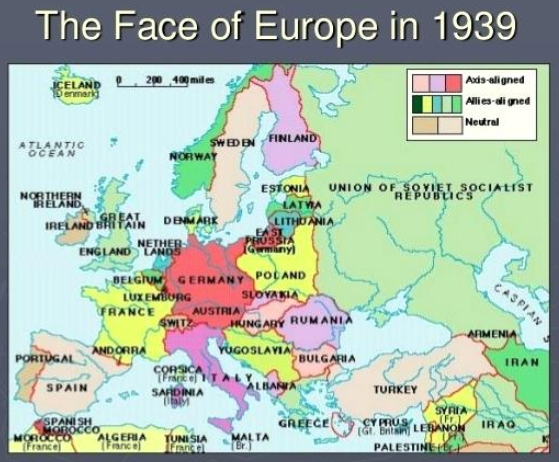 The Face of Europe in 1939
ICELAND
(Denmark)
0 200 400 miles
Axis-aligned
Allies-aligned
Neutral
ATLANTIC
OCEAN
SWEDEN
FINLAND
NORWAY
ESTONIA
UNION OF SOVIET SOCIALIST
REPUBLICS
NORTHERN
IRELAND
LATVIA
GREAT
BRITAIN
DENMARK
LITHUANIA
IRELAND
EAST
PRUSSIA
(Germany)
ENGLAND
NETHER-
LANDS
BELGIUM
GERMANY
POLAND
LUXEMBURG
SLOVAKIA
CASPIAN S
FRANCE
AUSTRIA
SWITZ
HUNGARY
RUMANIA
ARMENIA
ANDORRA
YUGOSLAVIA
PORTUGAL
BULGARIA
IRAN
CORSICA
(France)
ITALY
SPAIN
SARDINIA
(Italy)
ALBANIA
TURKEY
SYRIA
(Fr.)
SPANISH
MOROCCO
GREECE
CYPRUS
(Gt. Britain)
LEBANON
(Fr.)
IRAQ
MOROCCO
(France)
ALGERIA
(France)
TUNISIA
(France)
MALTA
(Br.)
PALESTINE
(Br.)
K